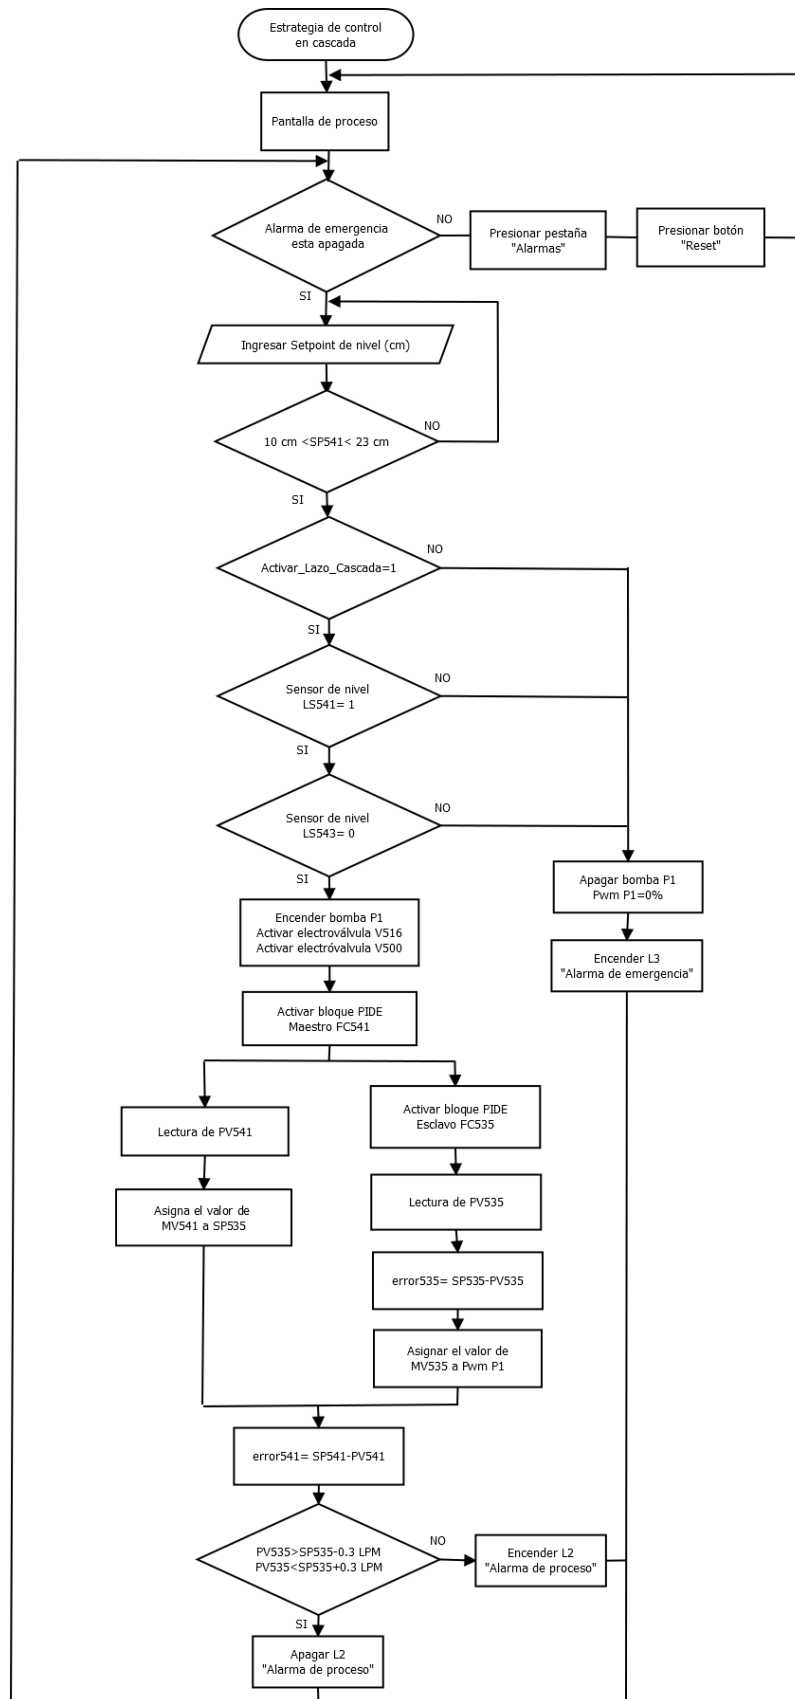 Estrategia de control
en cascada
Pantalla de proceso
Alarma de emergencia
esta apagada
NO
Presionar pestaña
"Alarmas"
Presionar botón
"Reset"
SI
Ingresar Setpoint de nivel (cm)
10 cm <SP541< 23 cm
NO
SI
Activar_Lazo_Cascada=1
NO
SI
Sensor de nivel
LS541= 1
NO
SI
Sensor de nivel
LS543= 0
NO
SI
Encender bomba P1
Activar electroválvula V516
Activar electróvalvula V500
Apagar bomba P1
Pwm P1=0%
Encender L3
"Alarma de emergencia"
Activar bloque PIDE
Maestro FC541
Lectura de PV541
Activar bloque PIDE
Esclavo FC535
Asigna el valor de
MV541 a SP535
Lectura de PV535
error535= SP535-PV535
Asignar el valor de
MV535 a Pwm P1
error541= SP541-PV541
PV535>SP535-0.3 LPM
PV535<SP535+0.3 LPM
NO
Encender L2
"Alarma de proceso"
SI
Apagar L2
"Alarma de proceso"